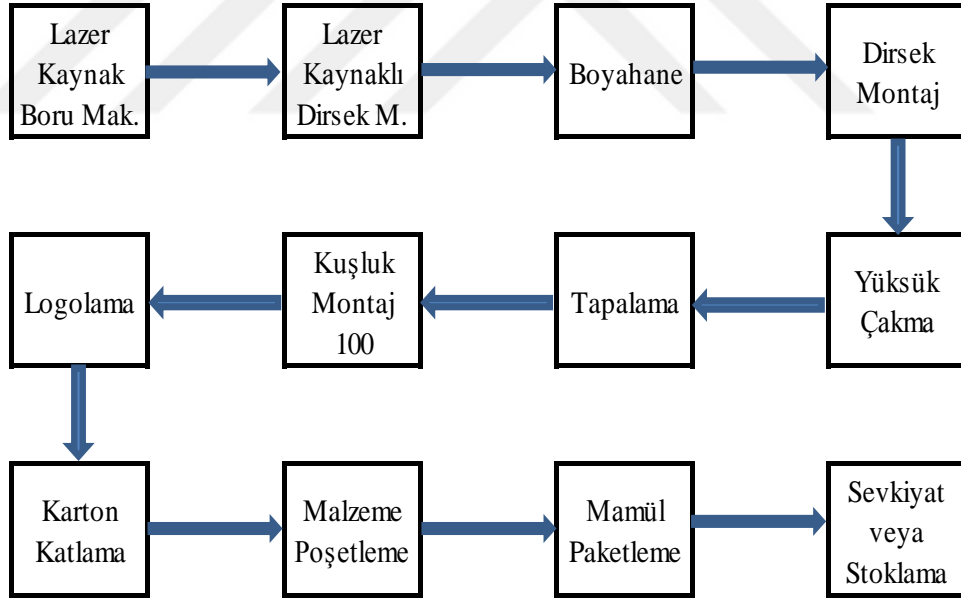 Lazer
Kaynak
Boru Mak.
Lazer
Kaynaklı
Dirsek M.
Boyahane
Dirsek
Montaj
Yüksük
Çakma
Tapalama
Kuşluk
Montaj
100
Logolama
Karton
Katlama
Malzeme
Poşetleme
Mamül
Paketleme
Sevkiyat
veya
Stoklama